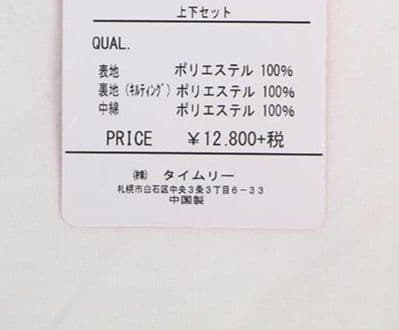 上下セット
QUAL.
表地 ポリエステル 100%
裏地（ｷﾙﾃｨﾝｸﾞ） ポリエステル 100%
中綿 ポリエステル 100%
PRICE ￥12.800+税
㈱ タイムリー
札幌市白石区中央3条3丁目6－33
中国製